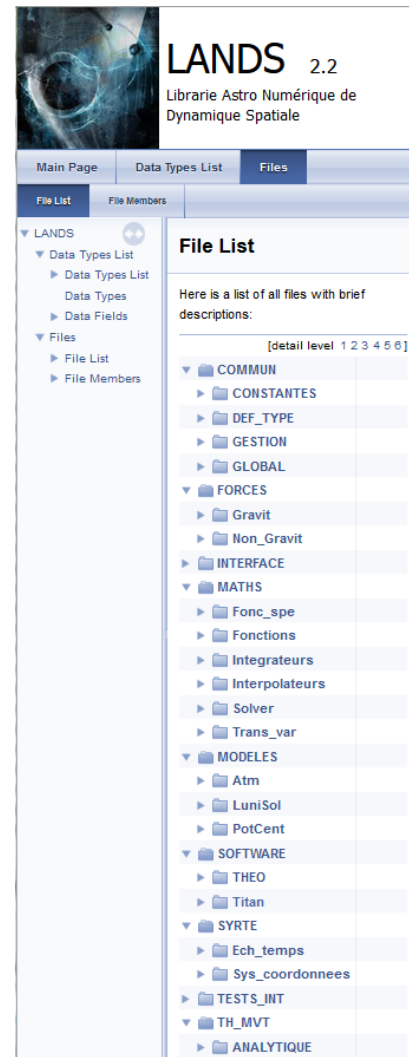 LANDS 2.2
Librarie Astro Numérique de
Dynamique Spatiale
Main Page Data Types List Files
File List File Members
LANDS
Data Types List
Data Types List
Data Types
Data Fields
Files
File List
File Members
File List
Here is a list of all files with brief
descriptions:
[detail level 1 2 3 4 5 6]
COMMUN
CONSTANTES
DEF_TYPE
GESTION
GLOBAL
FORCES
Gravit
Non_Gravit
INTERFACE
MATHS
Fonc_spe
Fonctions
Integrateurs
Interpolateurs
Solver
Trans_var
MODELES
Atm
LuniSol
PotCent
SOFTWARE
THEO
Titan
SYRTE
Ech_temps
Sys_coordonnees
TESTS_INT
TH_MVT
ANALYTIQUE